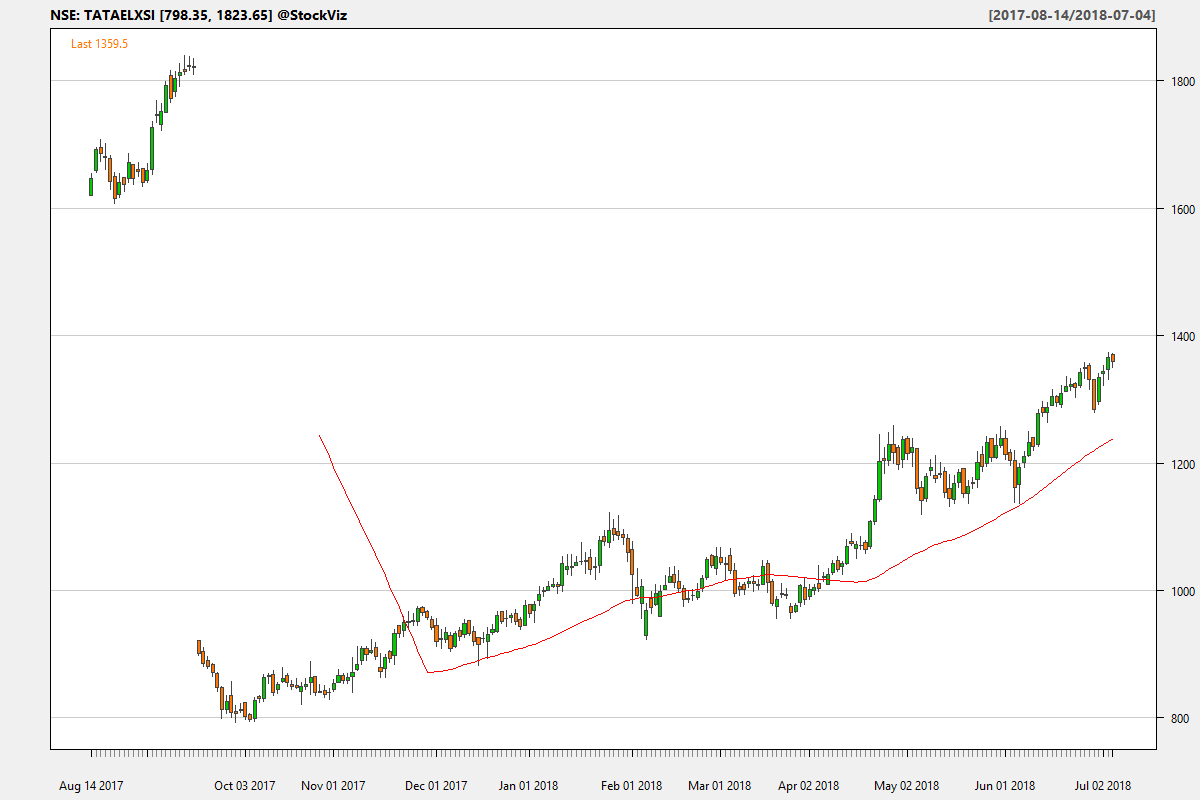 NSE: TATAELXSI [798.35, 1823.65] @StockViz [2017-08-14/2018-07-04]
Last 1359.5
1800
1600
1400
1200
1000
800
Aug 14 2017 Oct 03 2017 Nov 01 2017 Dec 01 2017 Jan 01 2018 Feb 01 2018 Mar 01 2018 Apr 02 2018 May 02 2018 Jun 01 2018 Jul 02 2018